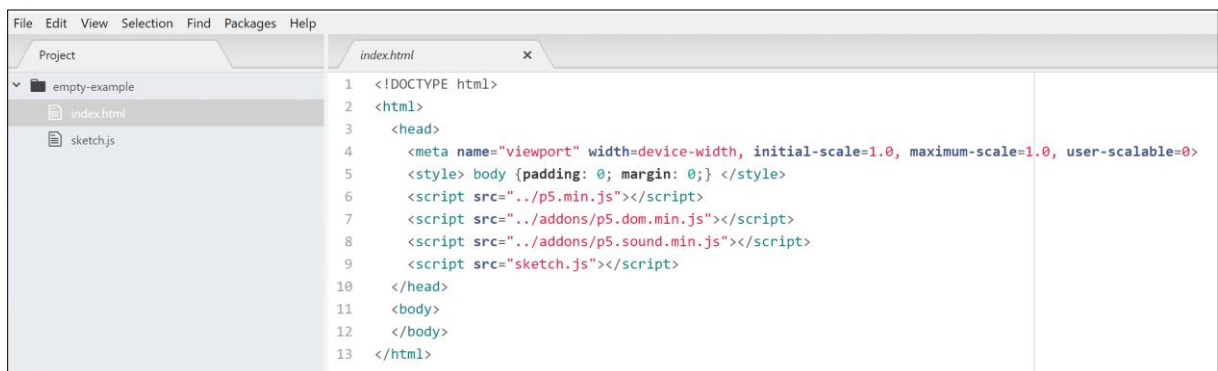 File Edit View Selection Find Packages Help
Project
index.html
empty-example
index.html
sketch.js
1 <!DOCTYPE html>
2 <html>
3 <head>
4 <meta name="viewport" width=device-width, initial-scale=1.0, maximum-scale=1.0, user-scalable=0>
5 <style> body {padding: 0; margin: 0;} </style>
6 <script src="../p5.min.js"></script>
7 <script src="../addons/p5.dom.min.js"></script>
8 <script src="../addons/p5.sound.min.js"></script>
9 <script src="sketch.js"></script>
10 </head>
11 <body>
12 </body>
13 </html>